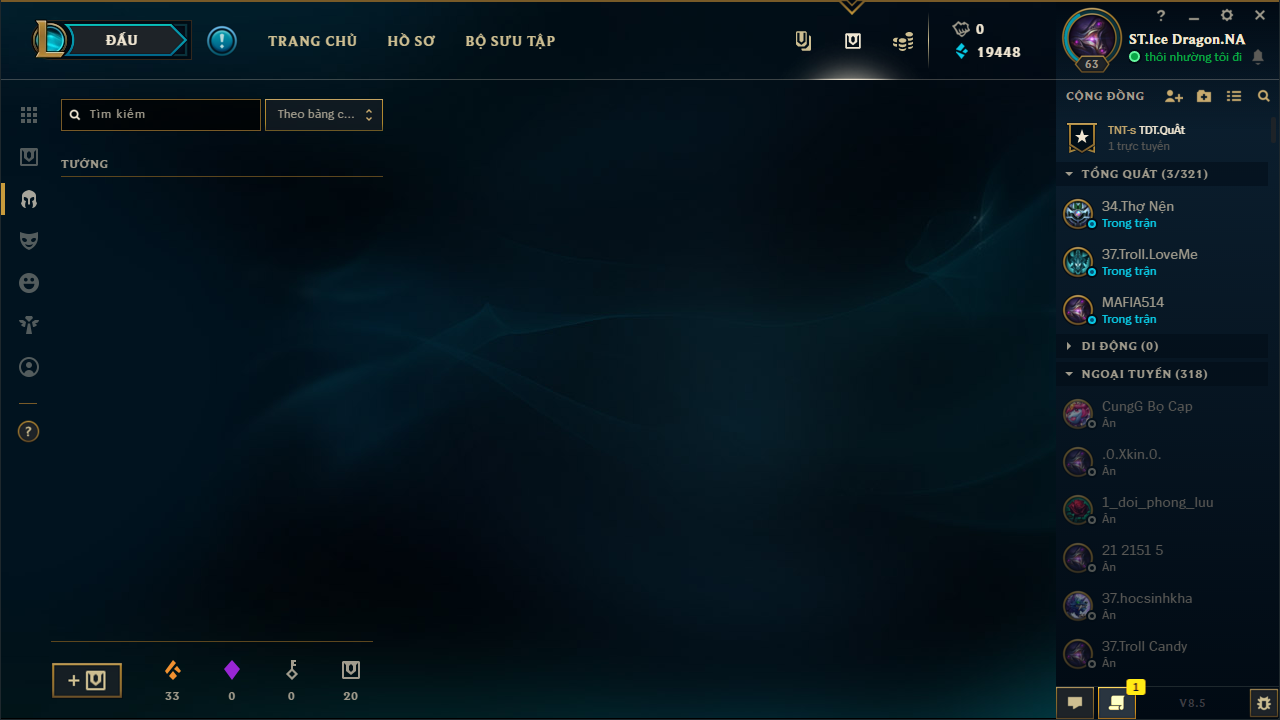 ĐẤU
TRANG CHỦ
HỒ SƠ
BỘ SƯU TẬP
0
19448
63
ST.Ice Dragon.NA
thôi nhường tôi đi
Tìm kiếm
Theo bảng c...
TƯỚNG
33
0
0
20
CỘNG ĐỒNG
TNT-s TDT.QuÂt
1 trực tuyến
TỔNG QUÁT (3/321)
34.Thợ Nện
Trong trận
37.Troll.LoveMe
Trong trận
MAFIA514
Trong trận
DI ĐỘNG (0)
NGOẠI TUYẾN (318)
CungG Bọ Cạp
Ẩn
.0.Xkin.0.
Ẩn
1_doi_phong_luu
Ẩn
21 2151 5
Ẩn
37.hocsinhkha
Ẩn
37.Troll Candy
Ẩn
1
V8.5